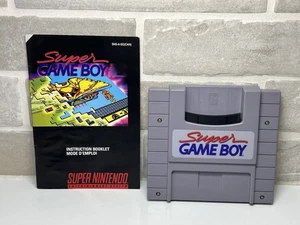 Super
GAME BOY
INSTRUCTION BOOKLET
MODE D'EMPLOI
SUPER NINTENDO
ENTERTAINMENT SYSTEM
Super
GAME BOY